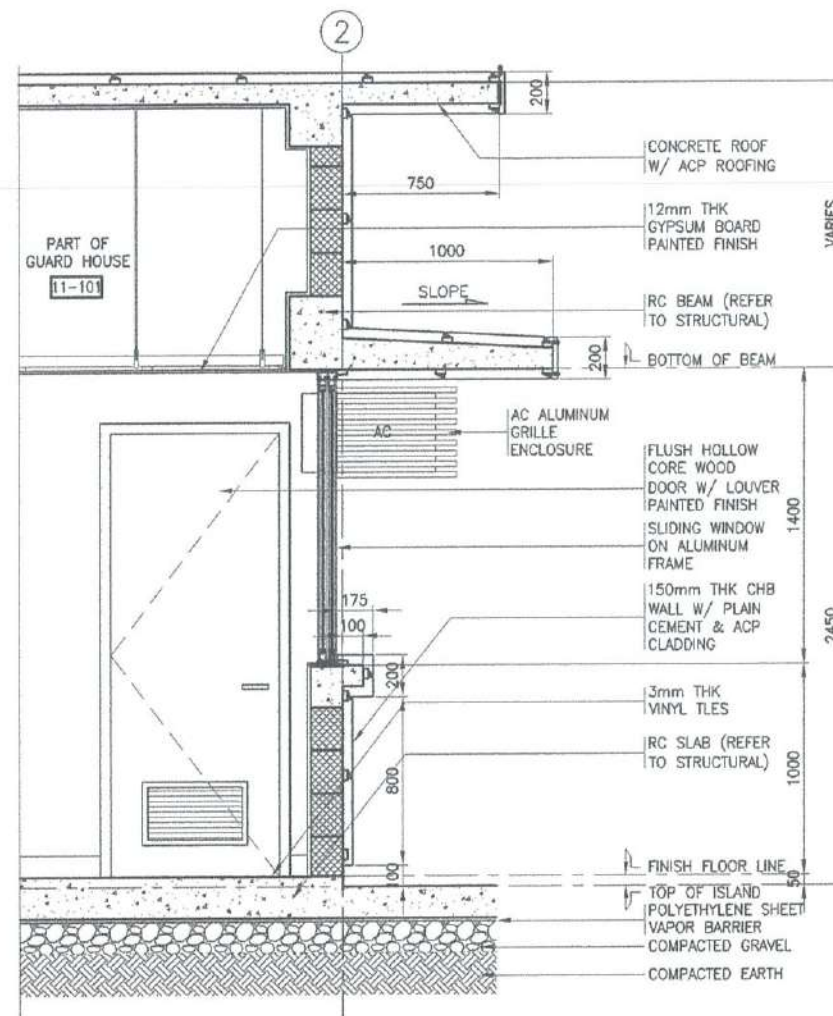 2
200
CONCRETE ROOF
W/ ACP ROOFING
750
12mm THK
GYPSUM BOARD
PAINTED FINISH
VARIES
PART OF
GUARD HOUSE
11-101
1000
SLOPE
RC BEAM (REFER
TO STRUCTURAL)
200
BOTTOM OF BEAM
AC
AC ALUMINUM
GRILLE
ENCLOSURE
FLUSH HOLLOW
CORE WOOD
DOOR W/ LOUVER
PAINTED FINISH
1400
SLIDING WINDOW
ON ALUMINUM
FRAME
175
100
150mm THK CHB
WALL W/ PLAIN
CEMENT & ACP
CLADDING
2450
200
3mm THK
VINYL TLES
RC SLAB (REFER
TO STRUCTURAL)
800
1000
FINISH FLOOR LINE
100
50
TOP OF ISLAND
POLYETHYLENE SHEET
VAPOR BARRIER
COMPACTED GRAVEL
COMPACTED EARTH